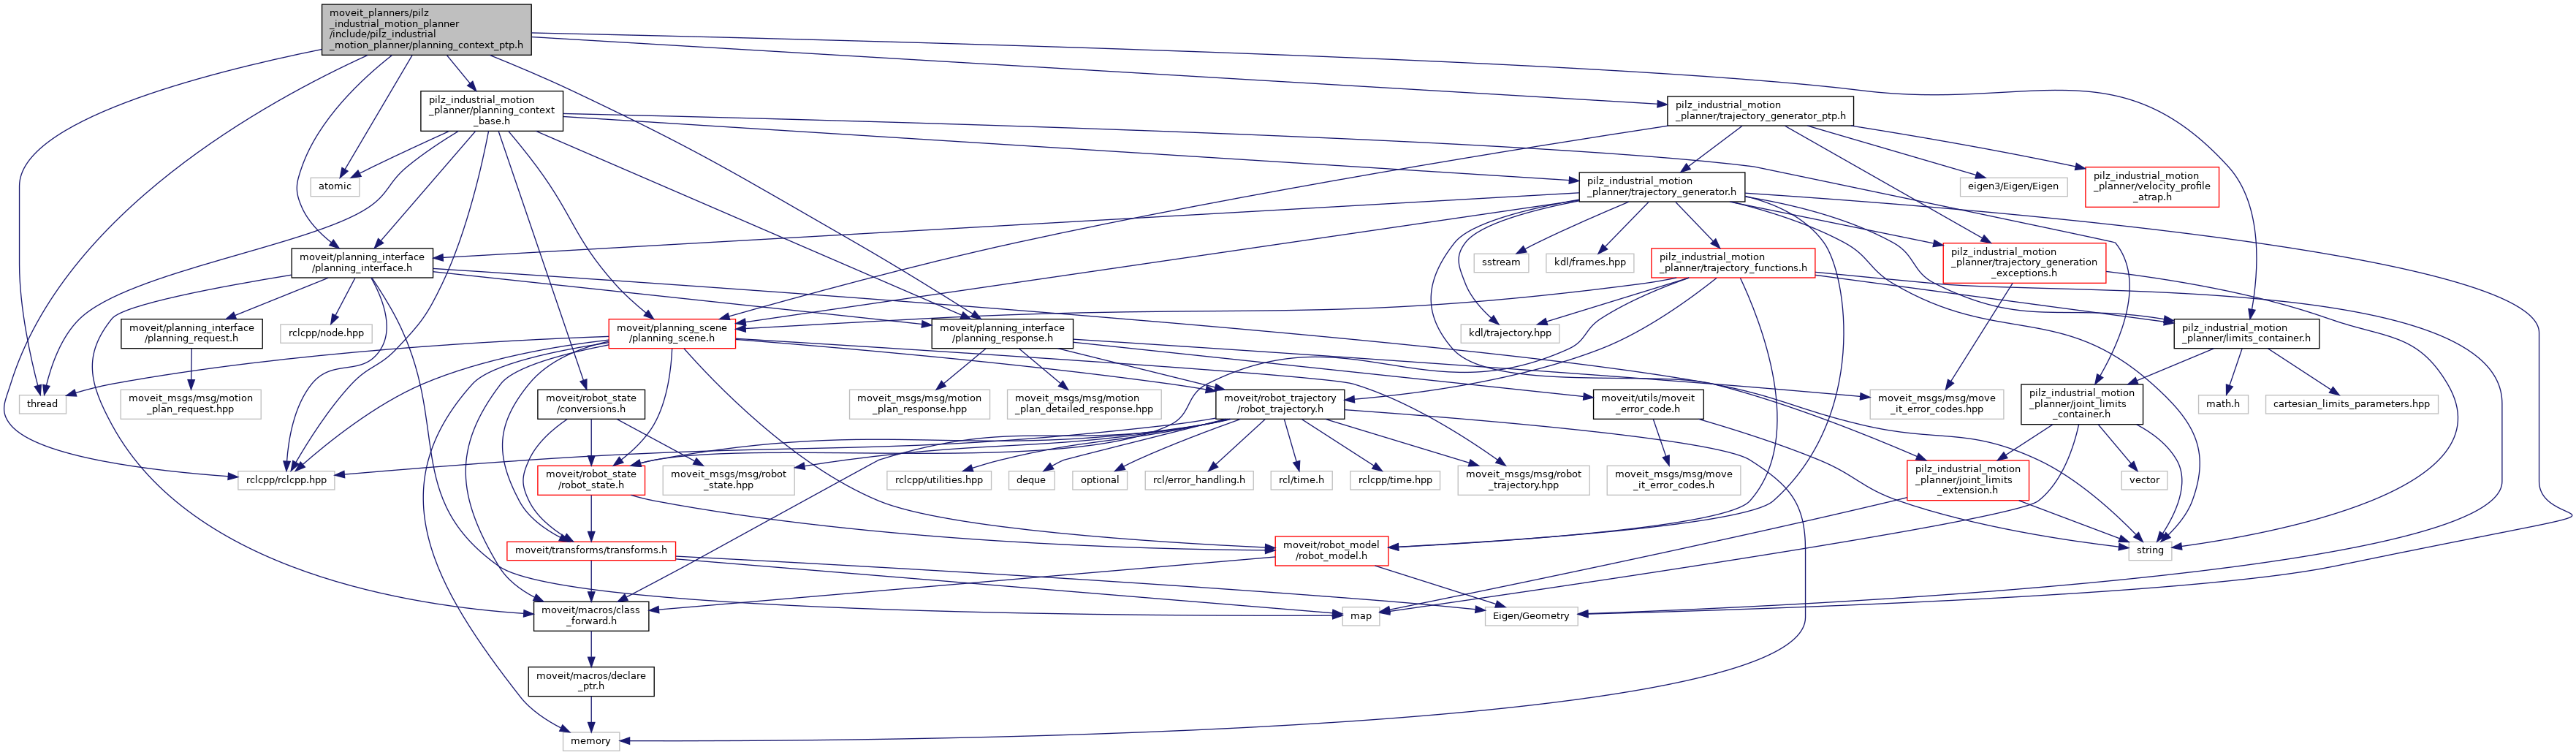 moveit_planners/pilz
_industrial_motion_planner
/include/pilz_industrial
_motion_planner/planning_context_ptp.h
pilz_industrial_motion
_planner/planning_context
_base.h
pilz_industrial_motion
_planner/trajectory_generator_ptp.h
atomic
pilz_industrial_motion
_planner/trajectory_generator.h
eigen3/Eigen/Eigen
pilz_industrial_motion
_planner/velocity_profile
_atrap.h
moveit/planning_interface
/planning_interface.h
sstream
kdl/frames.hpp
pilz_industrial_motion
_planner/trajectory_functions.h
pilz_industrial_motion
_planner/trajectory_generation
_exceptions.h
moveit/planning_interface
/planning_request.h
rclcpp/node.hpp
moveit/planning_scene
/planning_scene.h
moveit/planning_interface
/planning_response.h
kdl/trajectory.hpp
pilz_industrial_motion
_planner/limits_container.h
thread
moveit_msgs/msg/motion
_plan_request.hpp
moveit/robot_state
/conversions.h
moveit_msgs/msg/motion
_plan_response.hpp
moveit_msgs/msg/motion
_plan_detailed_response.hpp
moveit/robot_trajectory
/robot_trajectory.h
moveit/utils/moveit
_error_code.h
moveit_msgs/msg/move
_it_error_codes.hpp
pilz_industrial_motion
_planner/joint_limits
_container.h
math.h
cartesian_limits_parameters.hpp
rclcpp/rclcpp.hpp
moveit/robot_state
/robot_state.h
moveit_msgs/msg/robot
_state.hpp
rclcpp/utilities.hpp
deque
optional
rcl/error_handling.h
rcl/time.h
rclcpp/time.hpp
moveit_msgs/msg/robot
_trajectory.hpp
moveit_msgs/msg/move
_it_error_codes.h
pilz_industrial_motion
_planner/joint_limits
_extension.h
vector
moveit/transforms/transforms.h
moveit/robot_model
/robot_model.h
string
moveit/macros/class
_forward.h
map
Eigen/Geometry
moveit/macros/declare
_ptr.h
memory